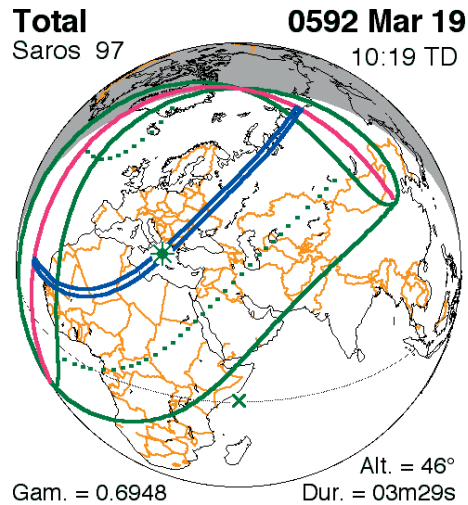 Total
0592 Mar 19
Saros 97
10:19 TD
Alt. = 46°
Gam. = 0.6948
Dur. = 03m29s